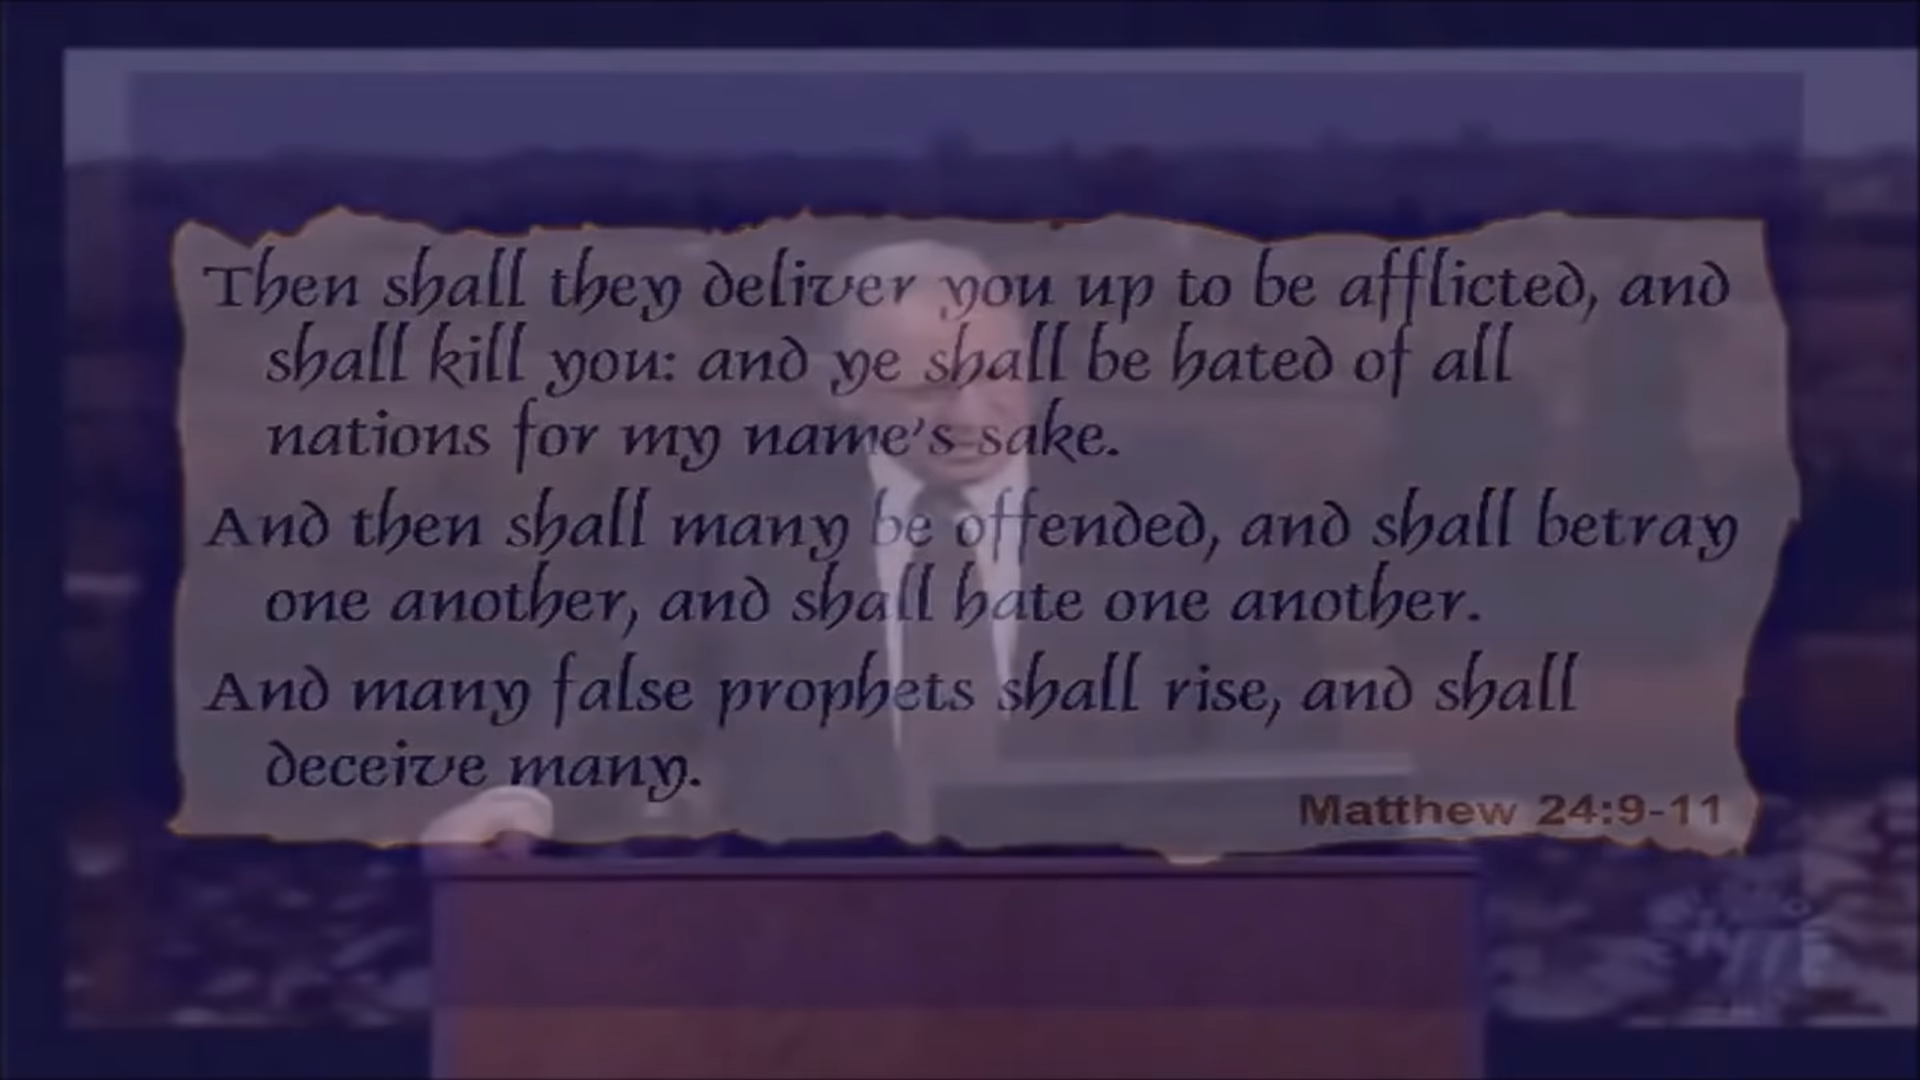 Then shall they deliver you up to be afflicted, and
shall kill you: and ye shall be hated of all
nations for my name's sake.
And then shall many be offended, and shall betray
one another, and shall hate one another.
And many false prophets shall rise, and shall
deceive many.
Matthew 24:9-11